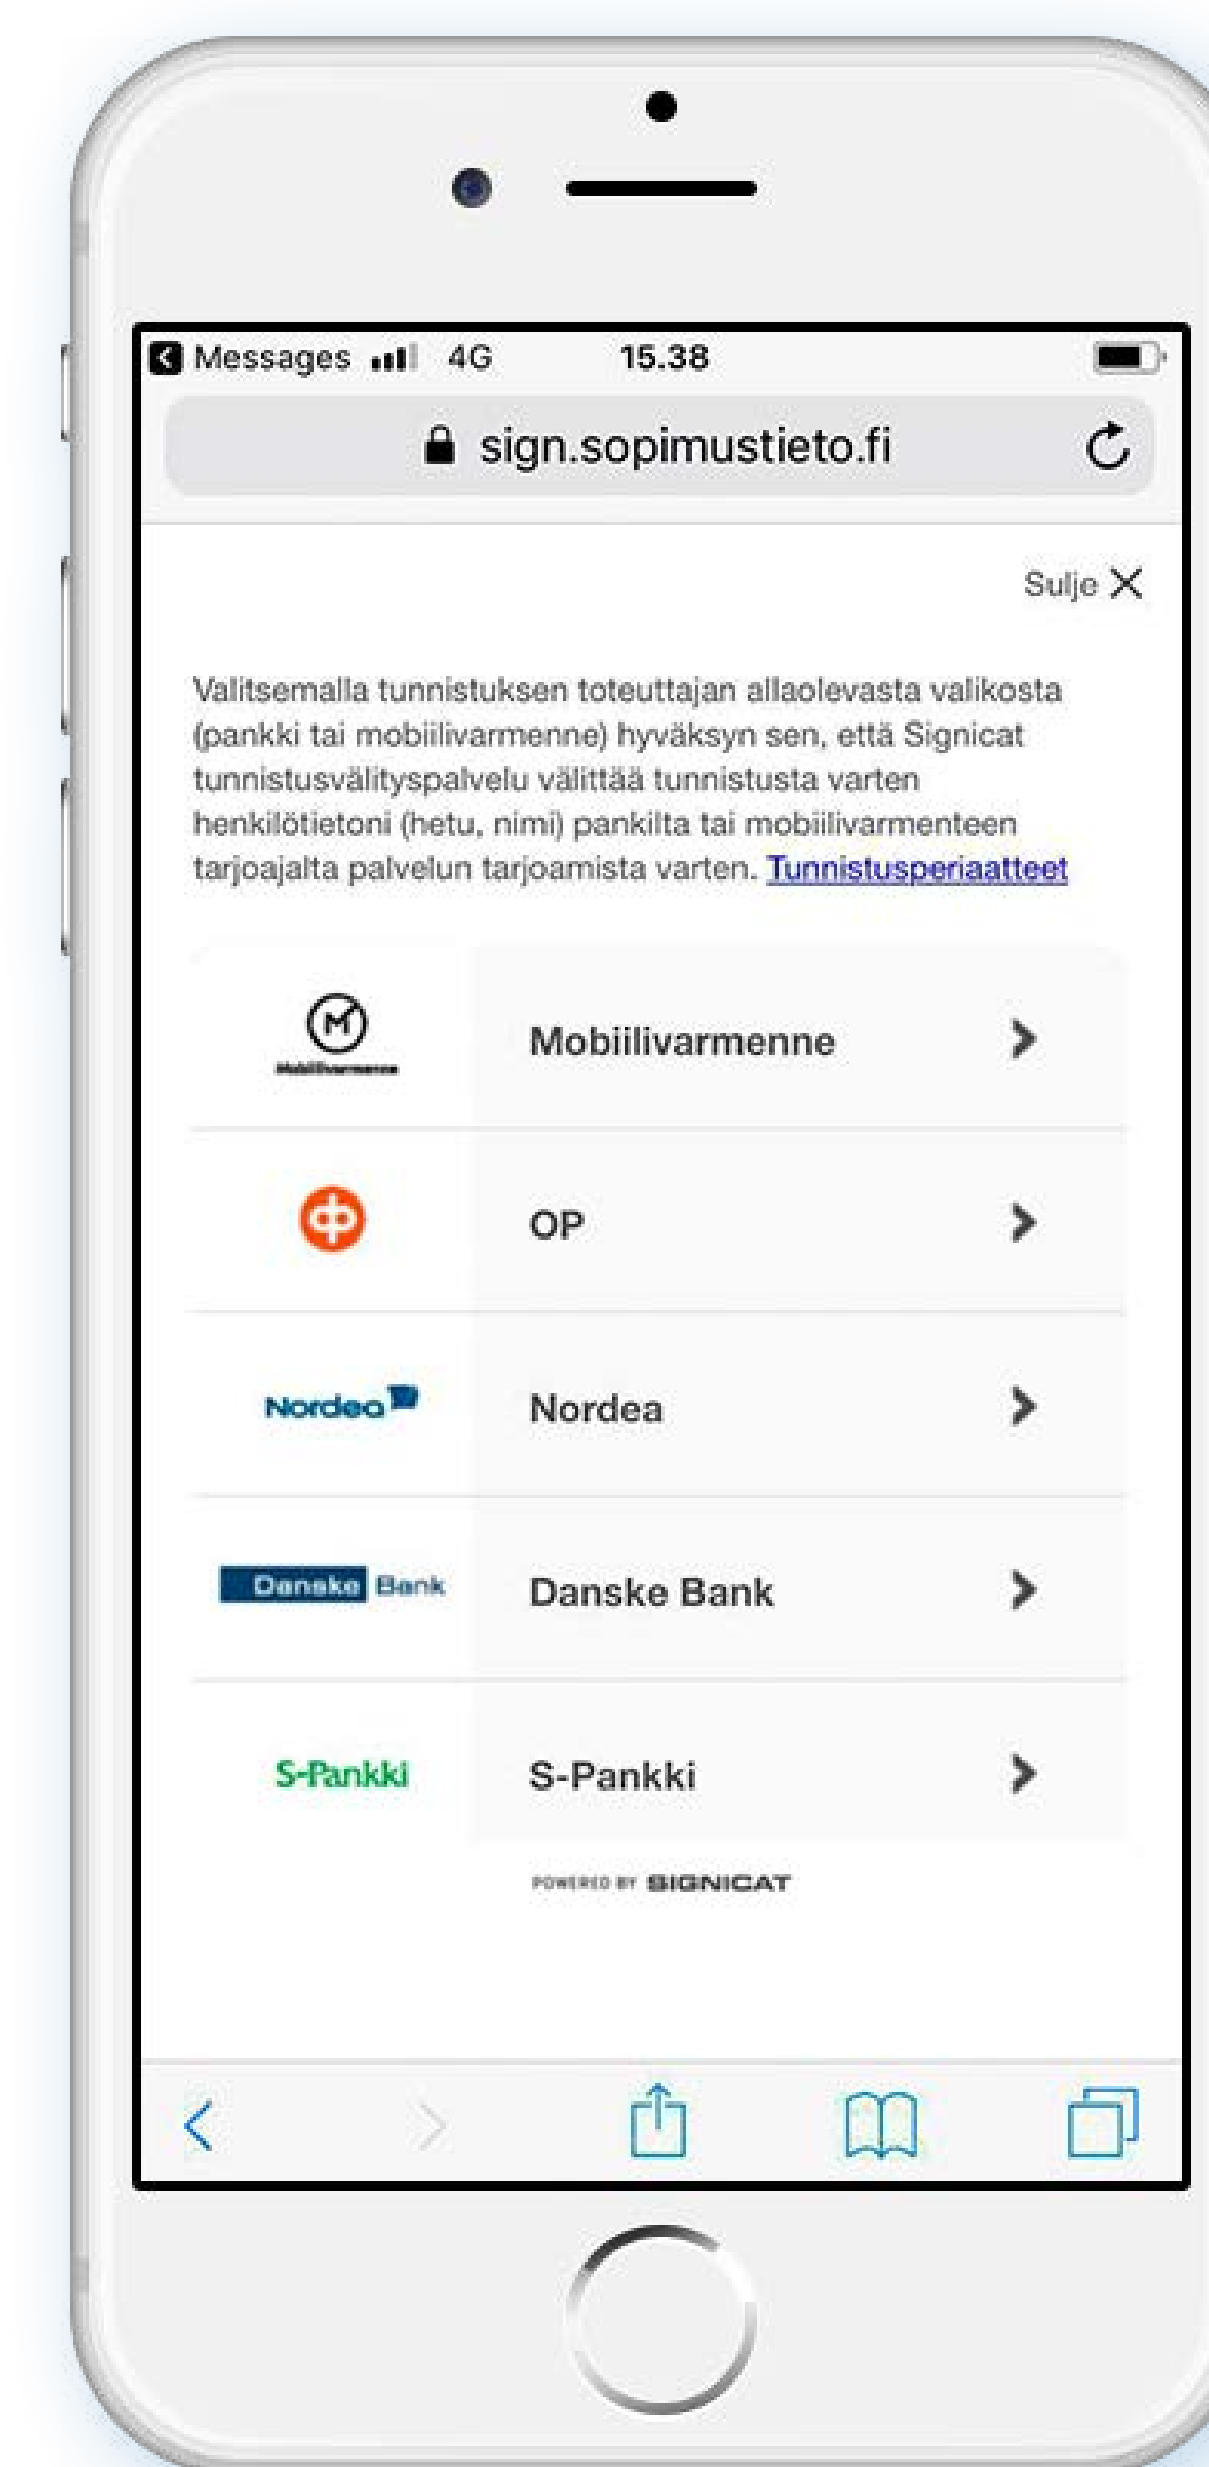 Messages 4G 15.38
sign.sopimustieto.fi
Sulje
Valitsemalla tunnistuksen toteuttajan allaolevasta valikosta
(pankki tai mobiilivarmenne) hyväksyn sen, että Signicat
tunnistusvälityspalvelu välittää tunnistusta varten
henkilötietoni (hetu, nimi) pankilta tai mobiilivarmenteen
tarjoajalta palvelun tarjoamista varten. Tunnistusperiaatteet
Mobiilivarmenne Mobiilivarmenne
OP
Nordea Nordea
Danske Bank Danske Bank
S-Pankki S-Pankki
POWERED BY SIGNICAT